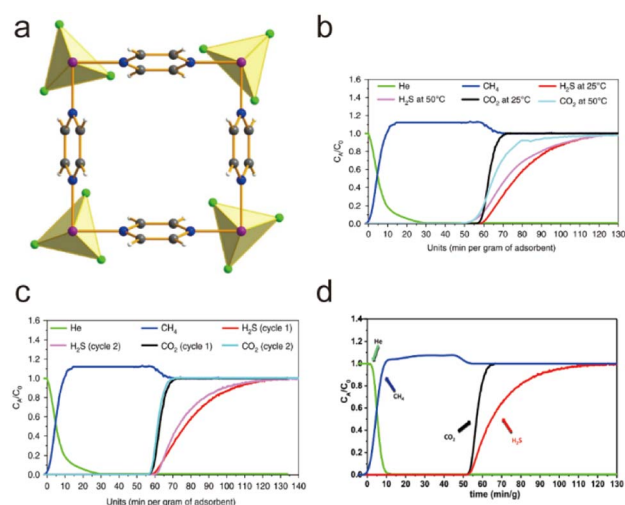 a
b
He CH₄ H₂S at 25°C
H₂S at 50°C CO₂ at 25°C CO₂ at 50°C
C_A/C_0
1.6
1.4
1.2
1.0
0.8
0.6
0.4
0.2
0.0
0 10 20 30 40 50 60 70 80 90 100 110 120 130
Units (min per gram of adsorbent)
c
He CH₄ H₂S (cycle 1)
H₂S (cycle 2) CO₂ (cycle 1) CO₂ (cycle 2)
C_A/C_0
1.6
1.4
1.2
1.0
0.8
0.6
0.4
0.2
0.0
0 10 20 30 40 50 60 70 80 90 100 110 120 130 140
Units (min per gram of adsorbent)
d
He
CH₄
CO₂
H₂S
C_A/C_0
1.4
1.2
1.0
0.8
0.6
0.4
0.2
0.0
0 10 20 30 40 50 60 70 80 90 100 110 120 130
time (min/g)